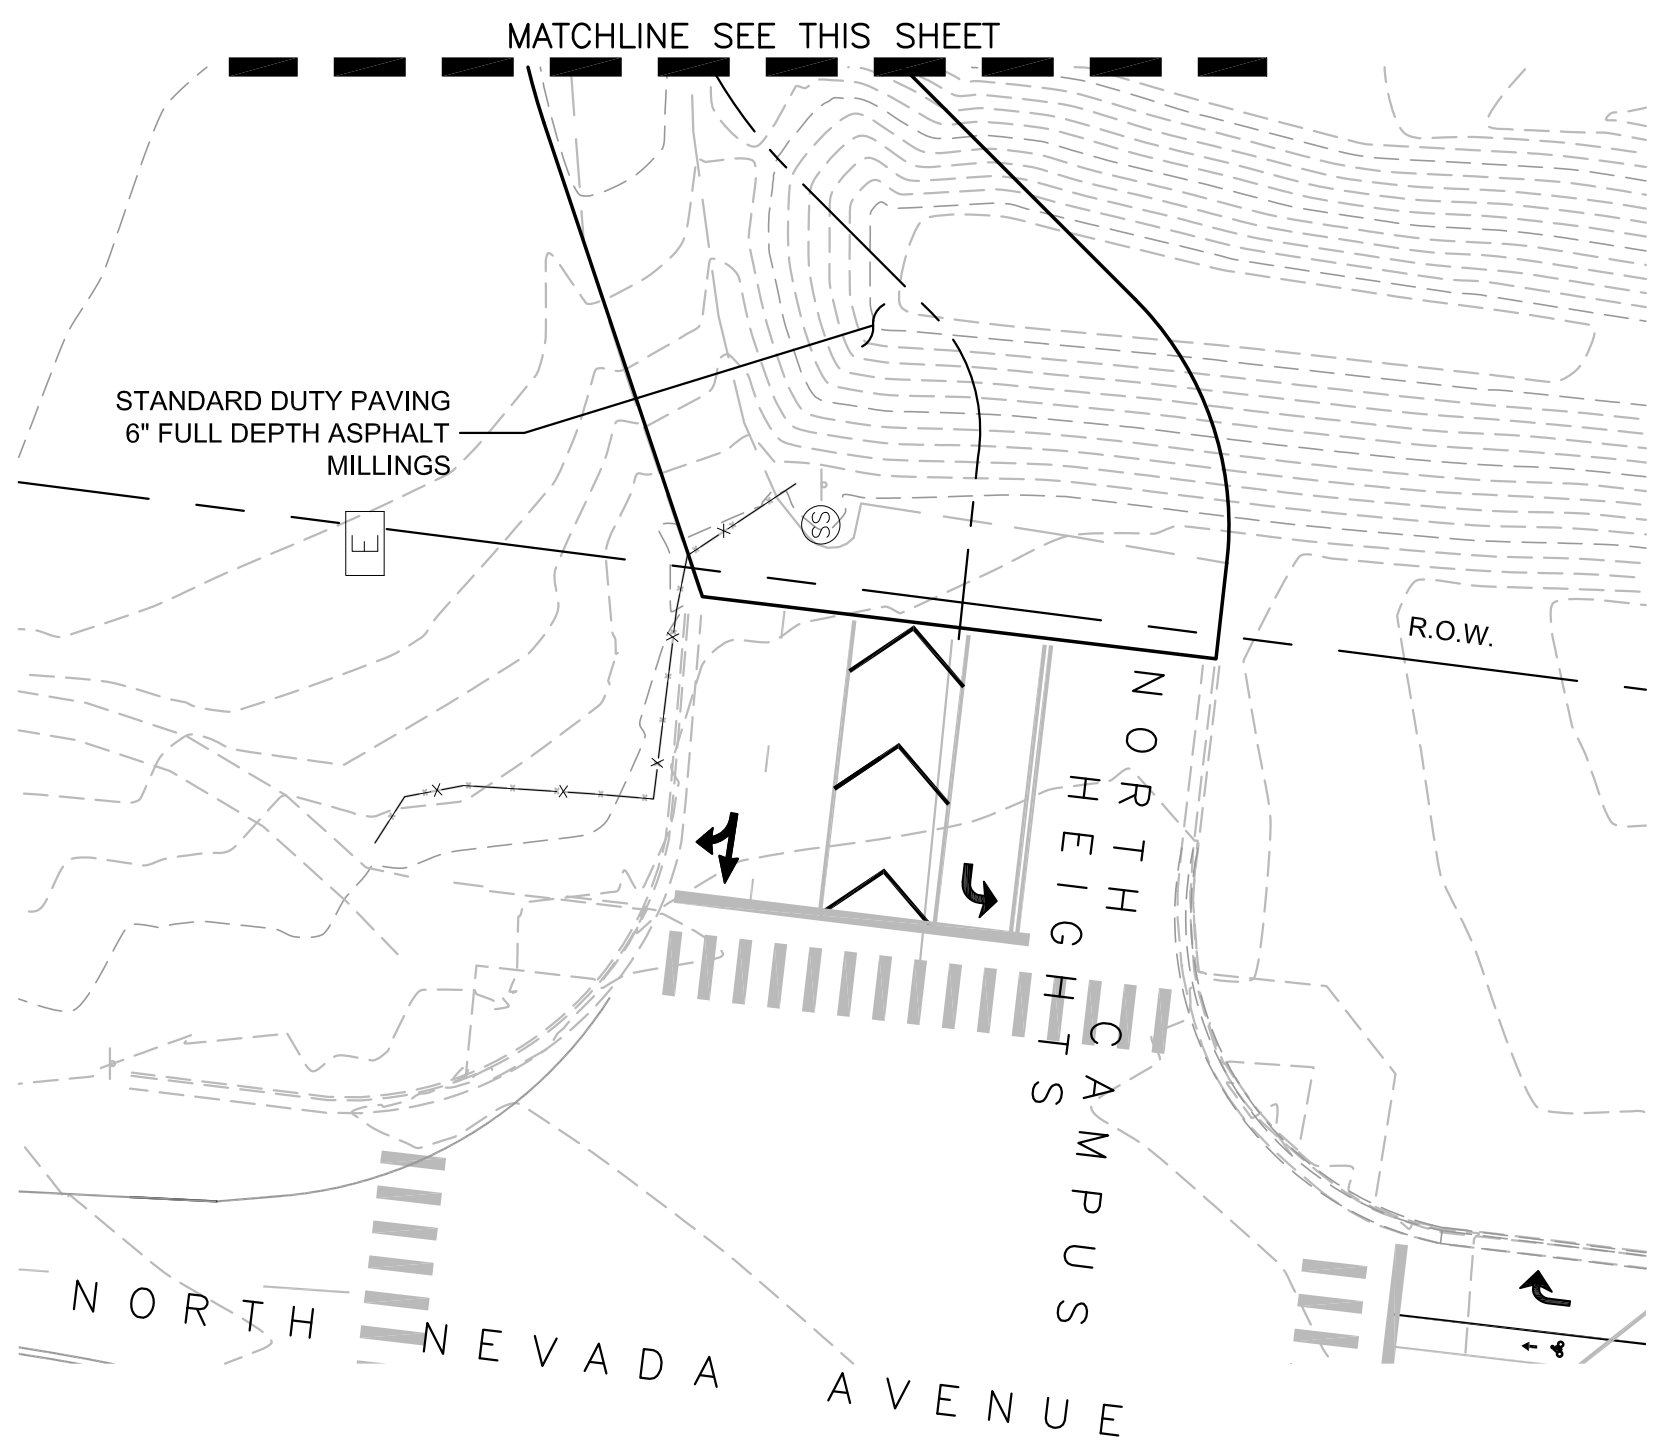 MATCHLINE SEE THIS SHEET
STANDARD DUTY PAVING
6" FULL DEPTH ASPHALT
MILLINGS
E
SS
R.O.W.
NORTH CAMPUS
HEIGHTS
NORTH NEVADA AVENUE